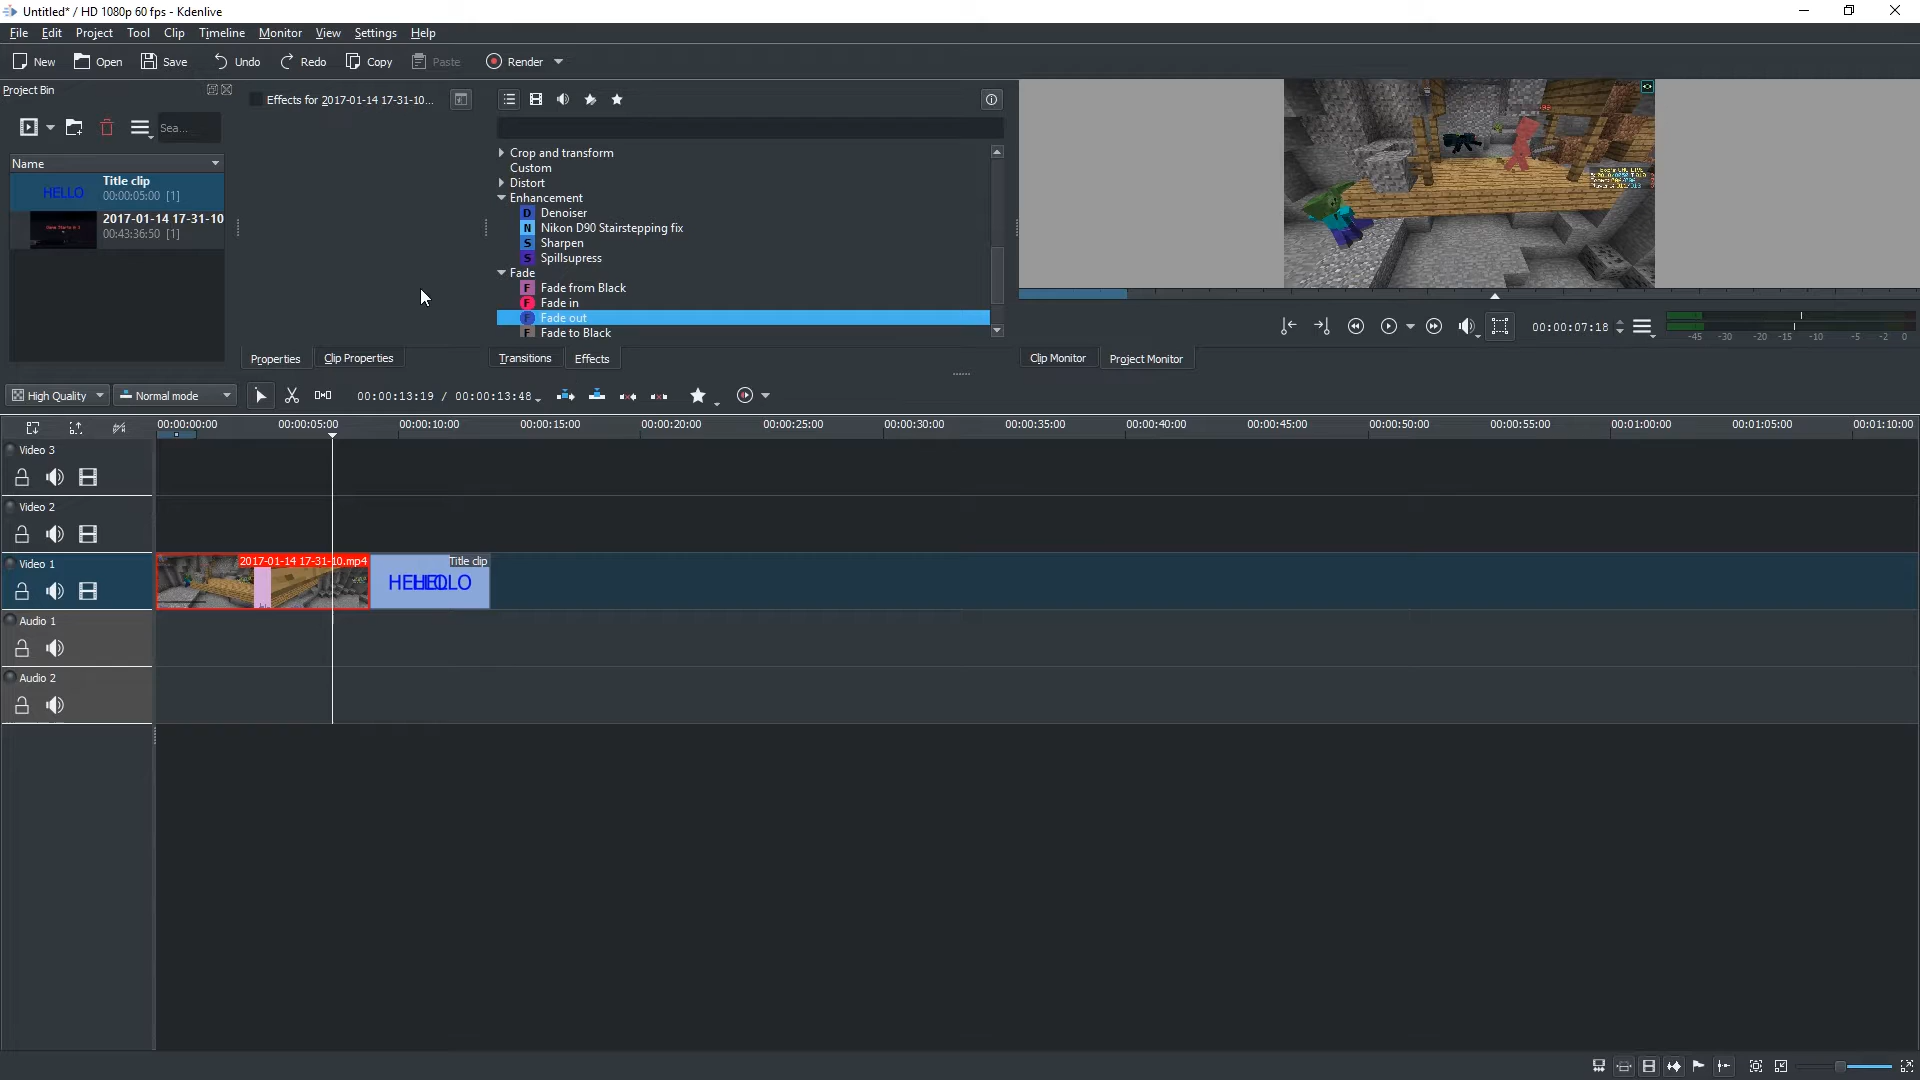 Untitled* / HD 1080p 60 fps - Kdenlive
File Edit Project Tool Clip Timeline Monitor View Settings Help
New Open Save Undo Redo Copy Paste Render
Project Bin
Effects for 2017-01-14 17-31-10...
Sea...
Name
HELLO
Title clip
00:00:05:00 [1]
2017-01-14 17-31-10
00:43:36:50 [1]
Crop and transform
Custom
Distort
Enhancement
D Denoiser
N Nikon D90 Stairstepping fix
S Sharpen
S Spillsupress
Fade
F Fade from Black
F Fade in
F Fade out
F Fade to Black
Properties Clip Properties
Transitions Effects
00:00:07:18
-45 -30 -20 -15 -10 -5 -2 0
Clip Monitor Project Monitor
High Quality Normal mode
00:00:13:19 / 00:00:13:48
00:00:00:00 00:00:05:00 00:00:10:00 00:00:15:00 00:00:20:00 00:00:25:00 00:00:30:00 00:00:35:00 00:00:40:00 00:00:45:00 00:00:50:00 00:00:55:00 00:01:00:00 00:01:05:00 00:01:10:00
Video 3
Video 2
Video 1
2017-01-14 17-31-10.mp4
Title clip
HELLO
Audio 1
Audio 2